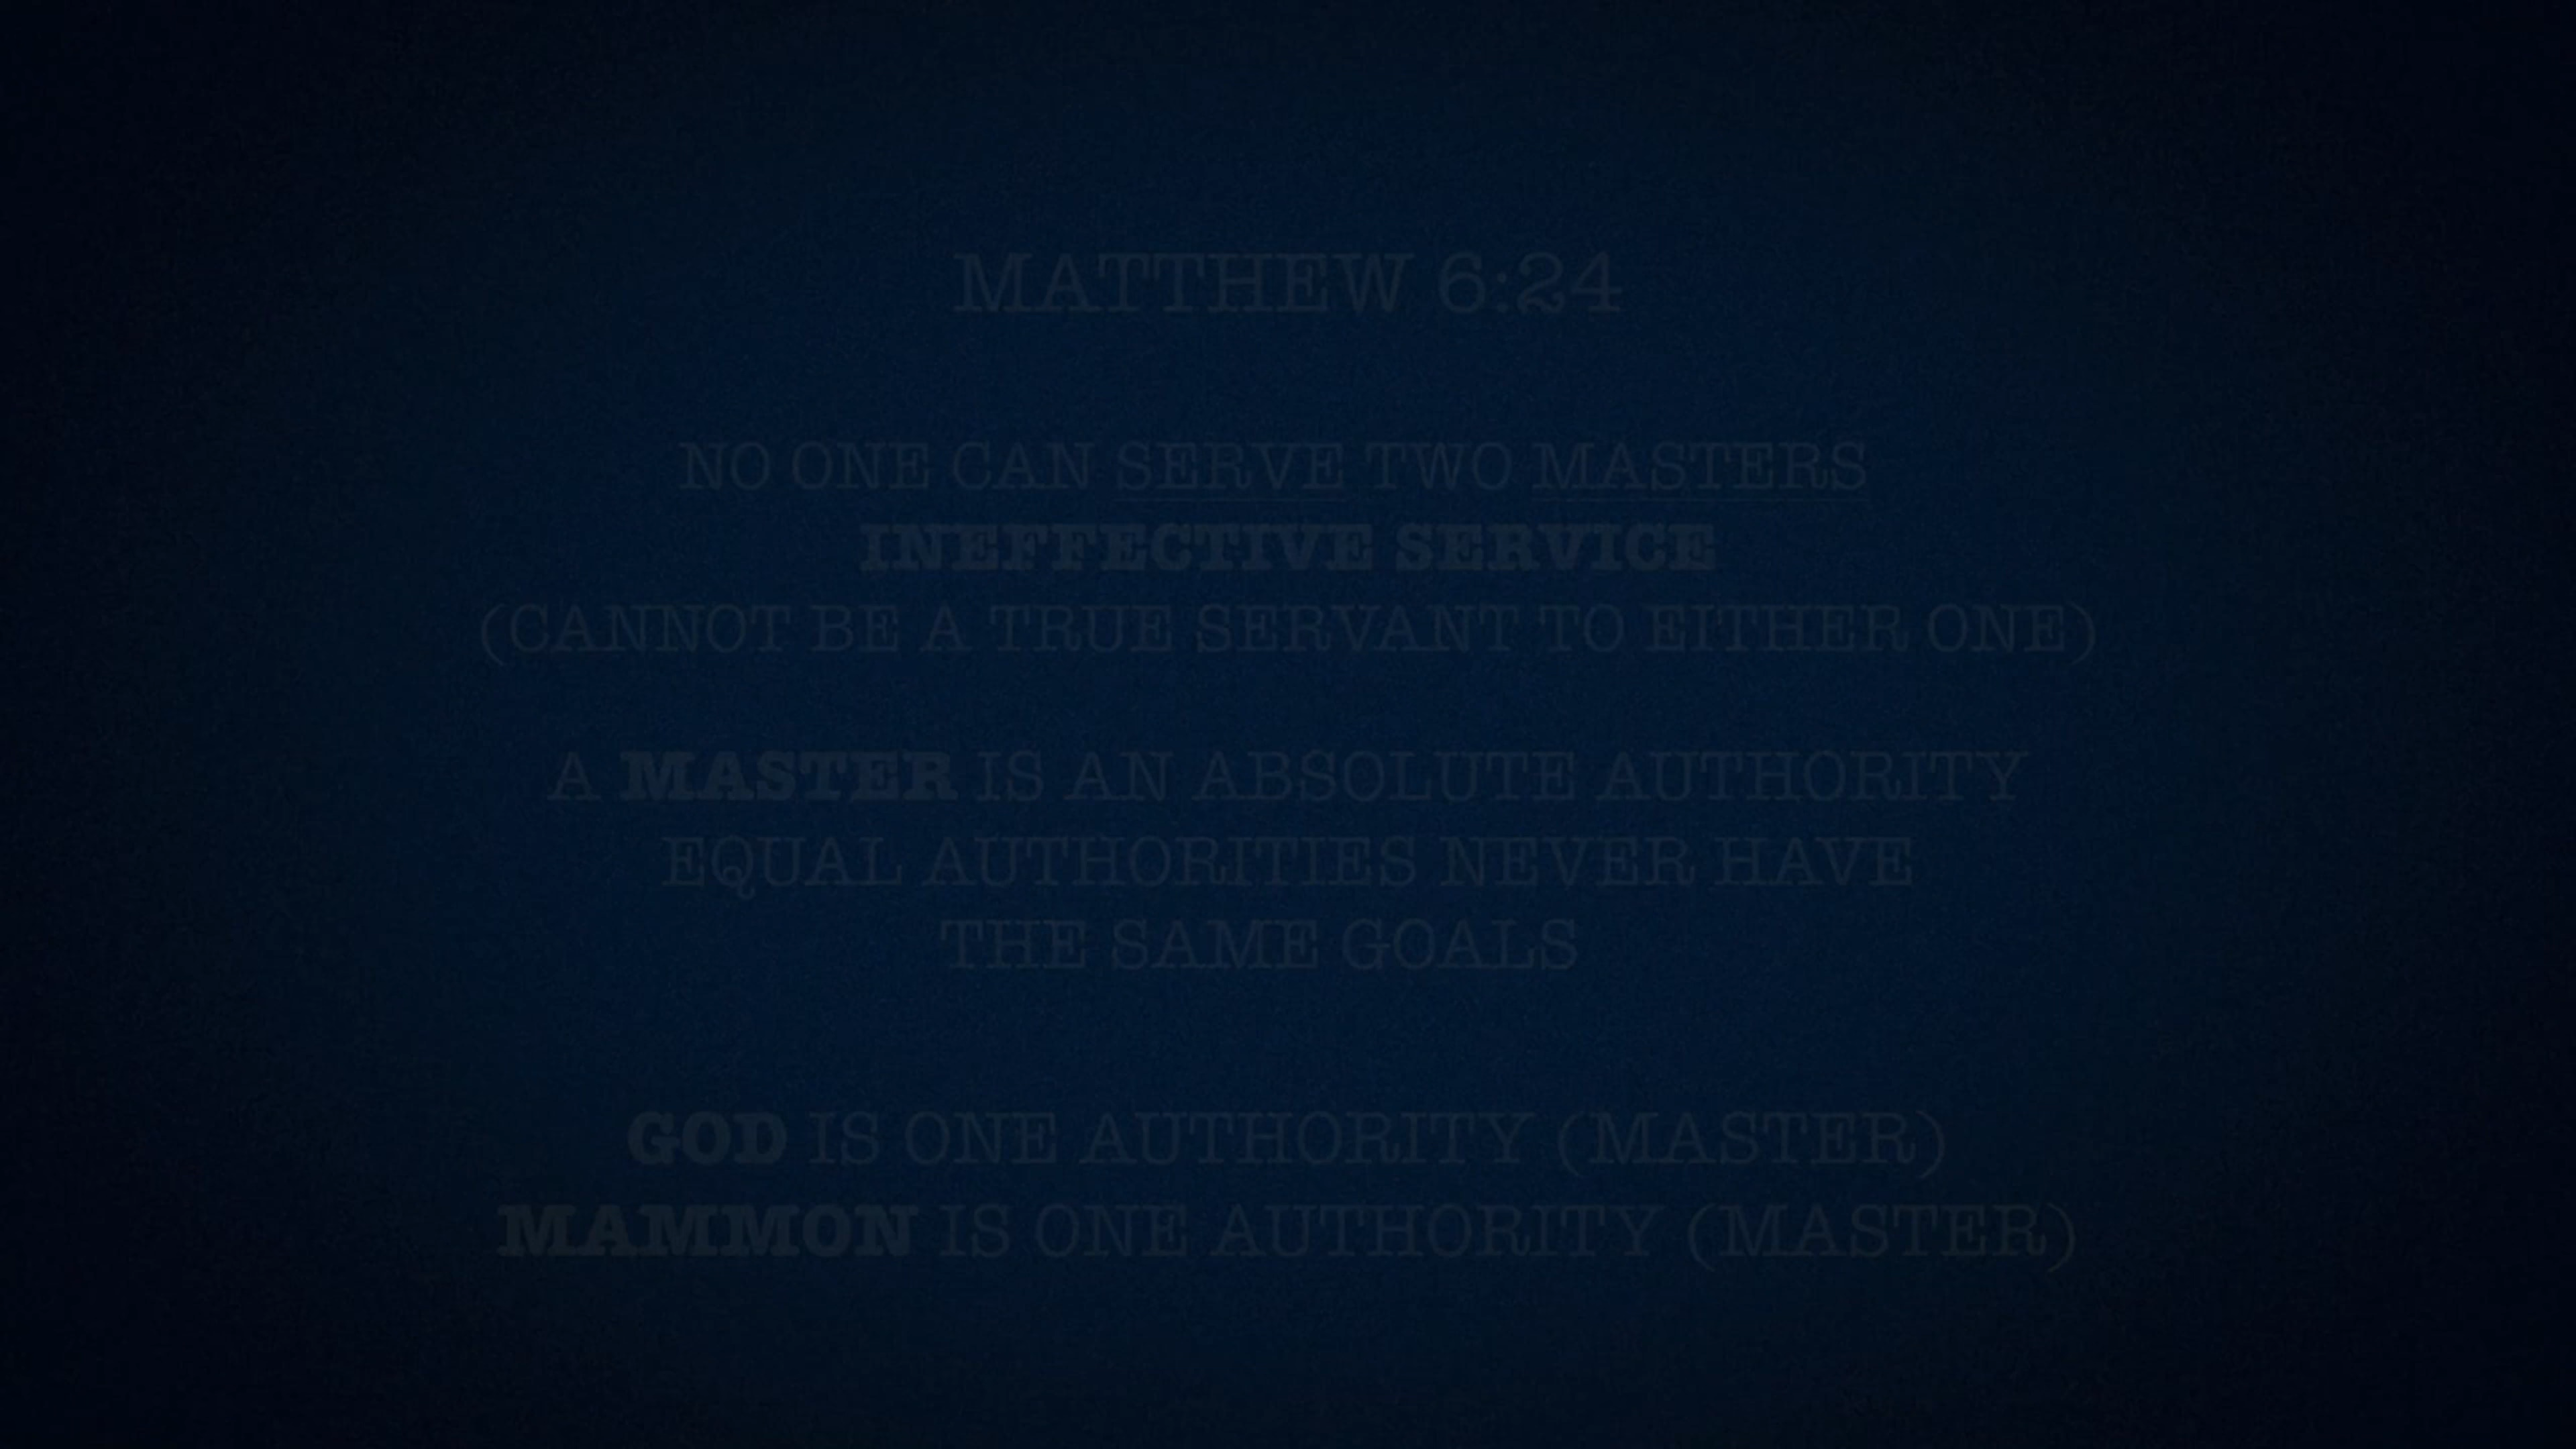 MATTHEW 6:24
NO ONE CAN SERVE TWO MASTERS
INEFFECTIVE SERVICE
(CANNOT BE A TRUE SERVANT TO EITHER ONE)
A MASTER IS AN ABSOLUTE AUTHORITY
EQUAL AUTHORITIES NEVER HAVE
THE SAME GOALS
GOD IS ONE AUTHORITY (MASTER)
MAMMON IS ONE AUTHORITY (MASTER)